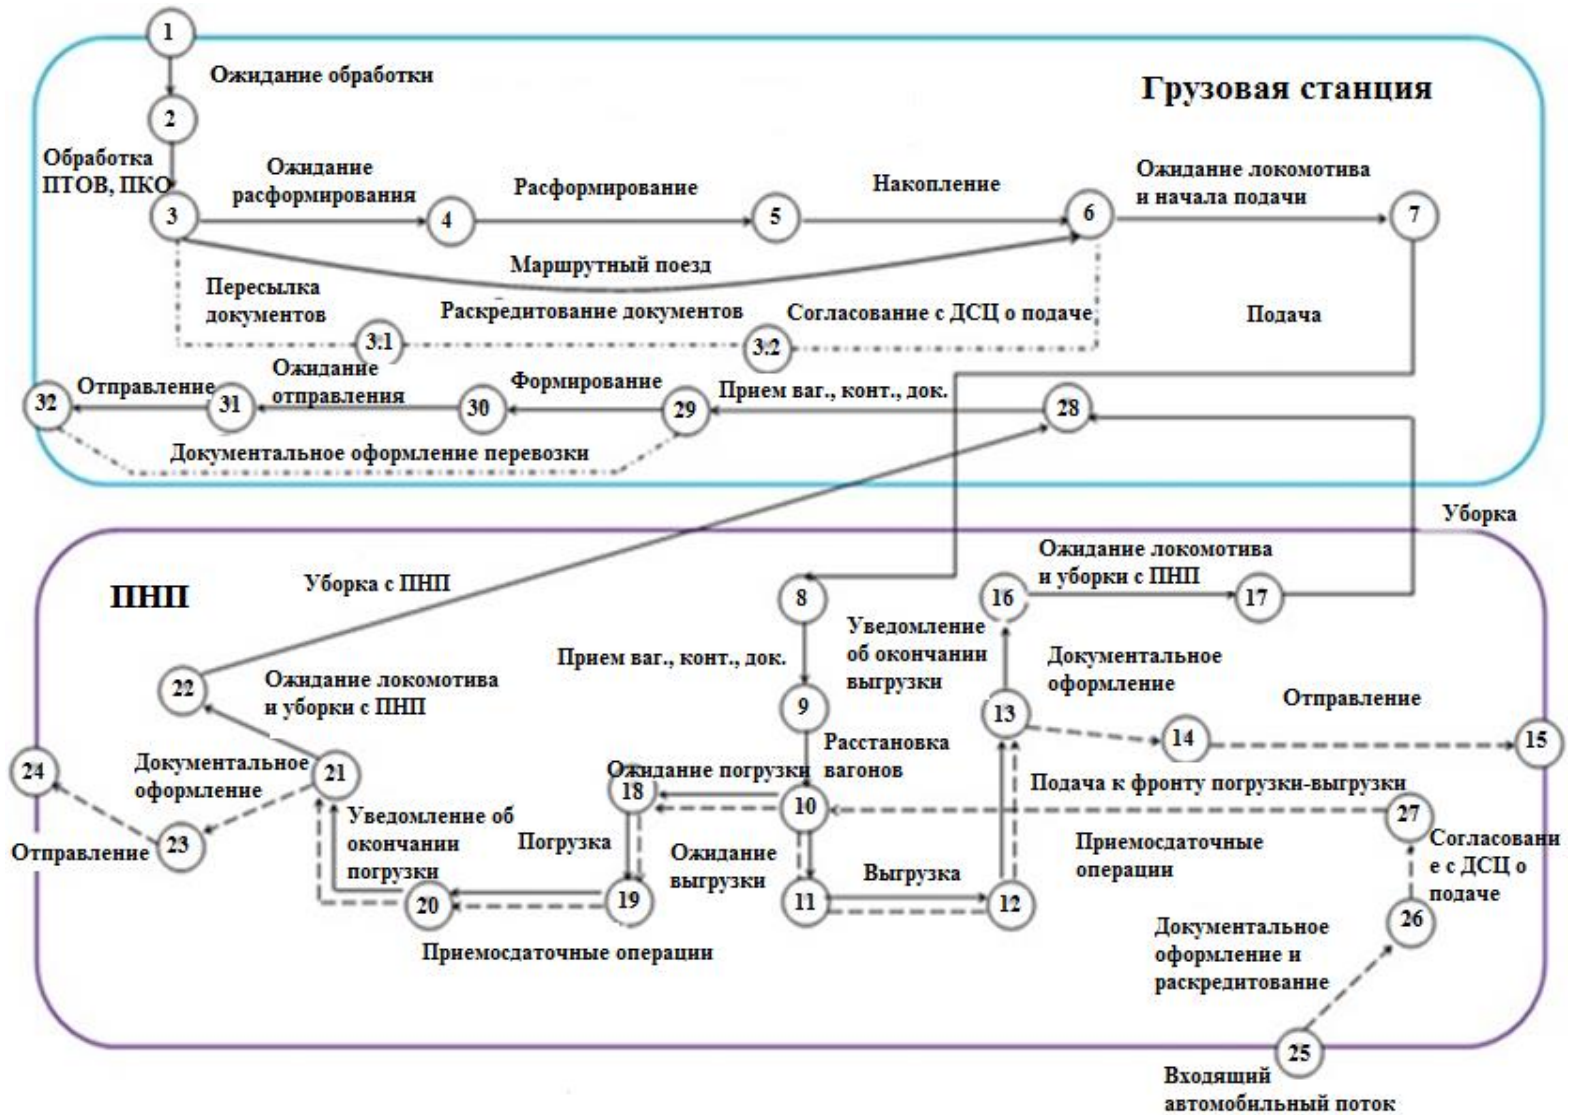 1
Ожидание обработки
Грузовая станция
2
Обработка
ПТОВ, ПКО
Ожидание
расформирования
Расформирование
Накопление
Ожидание локомотива
и начала подачи
3
4
5
6
7
Маршрутный поезд
Пересылка
документов
Раскредитование документов
Согласование с ДСЦ о подаче
Подача
3.1
3.2
Отправление
Ожидание
отправления
Формирование
Прием ваг., конт., док.
32
31
30
29
28
Документальное оформление перевозки
Уборка
ПНП
Уборка с ПНП
Ожидание локомотива
и уборки с ПНП
8
16
17
Прием ваг., конт., док.
Уведомление
об окончании
выгрузки
Документальное
оформление
22
Ожидание локомотива
и уборки с ПНП
9
13
Отправление
14
15
Расстановка
вагонов
24
Документальное
оформление
21
Ожидание погрузки
18
10
Подача к фронту погрузки-выгрузки
27
Отправление
23
Уведомление об
окончании
погрузки
Погрузка
Ожидание
выгрузки
Выгрузка
Приемосдаточные
операции
Согласовани
е с ДСЦ о
подаче
20
19
11
12
26
Приемосдаточные операции
Документальное
оформление и
раскредитование
25
Входящий
автомобильный поток